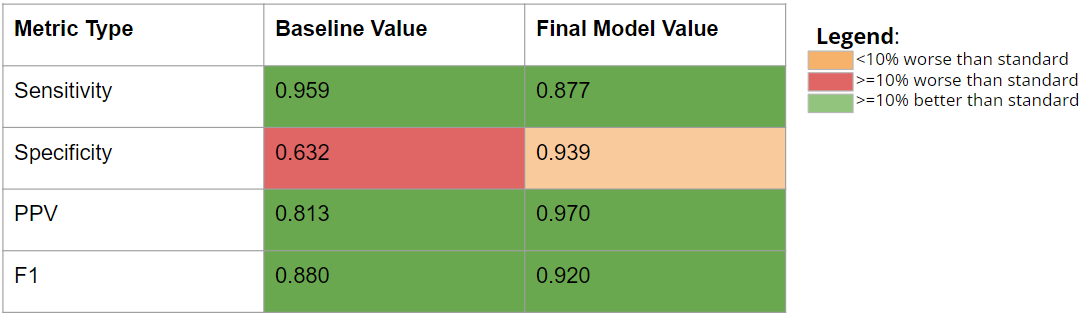 Metric Type Baseline Value Final Model Value
Sensitivity 0.959 0.877
Specificity 0.632 0.939
PPV 0.813 0.970
F1 0.880 0.920
Legend:
<10% worse than standard
>=10% worse than standard
>=10% better than standard